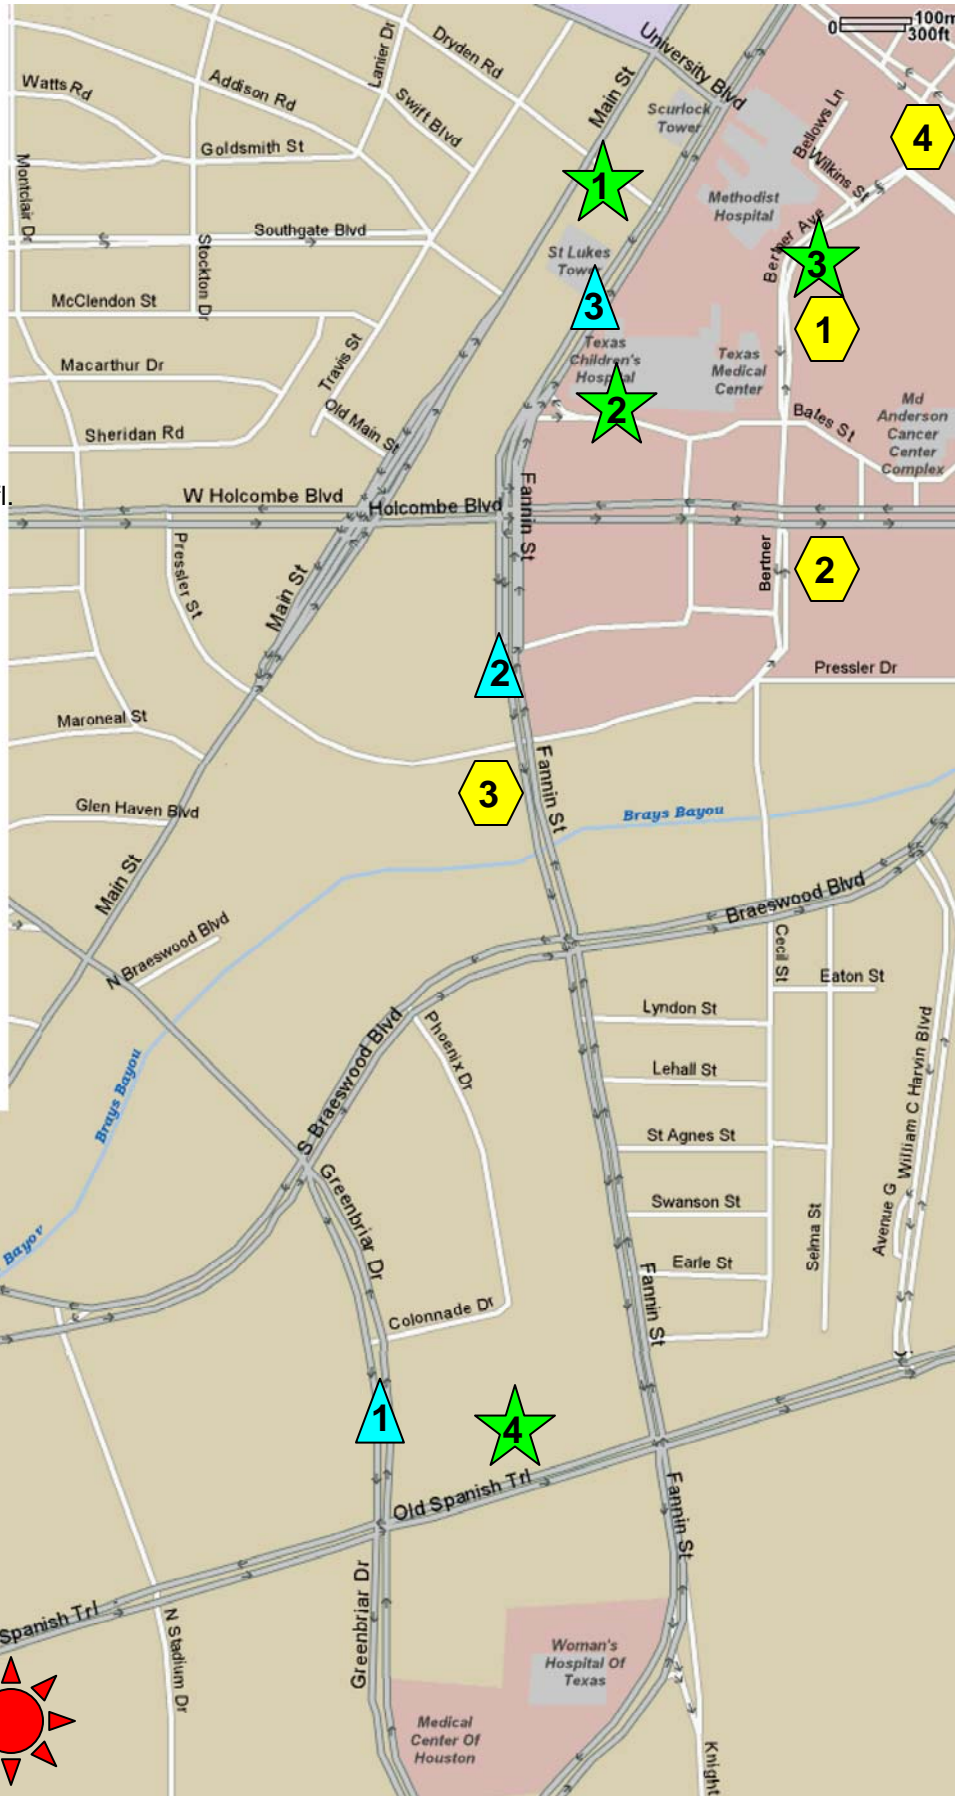 100m
0
300ft
University Blvd
Dryden Rd
Lanier Dr
Main St
Watts Rd
Addison Rd
Swift Blvd
Scurlock
Tower
Bellows Ln
4
Goldsmith St
Wilkins St
Montclair Dr
1
Methodist
Hospital
Southgate Blvd
Stockton Dr
Bertner Ave
St Lukes
Tower
3
McClendon St
3
1
Travis St
Texas
Children's
Hospital
Texas
Medical
Center
Macarthur Dr
2
Old Main St
Bates St
Md
Anderson
Cancer
Center
Complex
Sheridan Rd
fl.
W Holcombe Blvd
Holcombe Blvd
Fannin St
Pressler St
Main St
Bertner
2
2
Pressler Dr
Maroneal St
3
Fannin St
Glen Haven Blvd
Brays Bayou
Main St
Braeswood Blvd
N Braeswood Blvd
Cecil St
Eaton St
Lyndon St
Phoenix Dr
S Braeswood Blvd
Lehall St
William C Harvin Blvd
Brays Bayou
St Agnes St
Greenbriar Dr
Swanson St
Avenue G
Selma St
Bayou
Earle St
Fannin St
Colonnade Dr
1
4
Old Spanish Trl
Fannin St
Greenbriar Dr
Spanish Trl
N Stadium Dr
Woman's
Hospital Of
Texas
Medical
Center Of
Houston
Knight